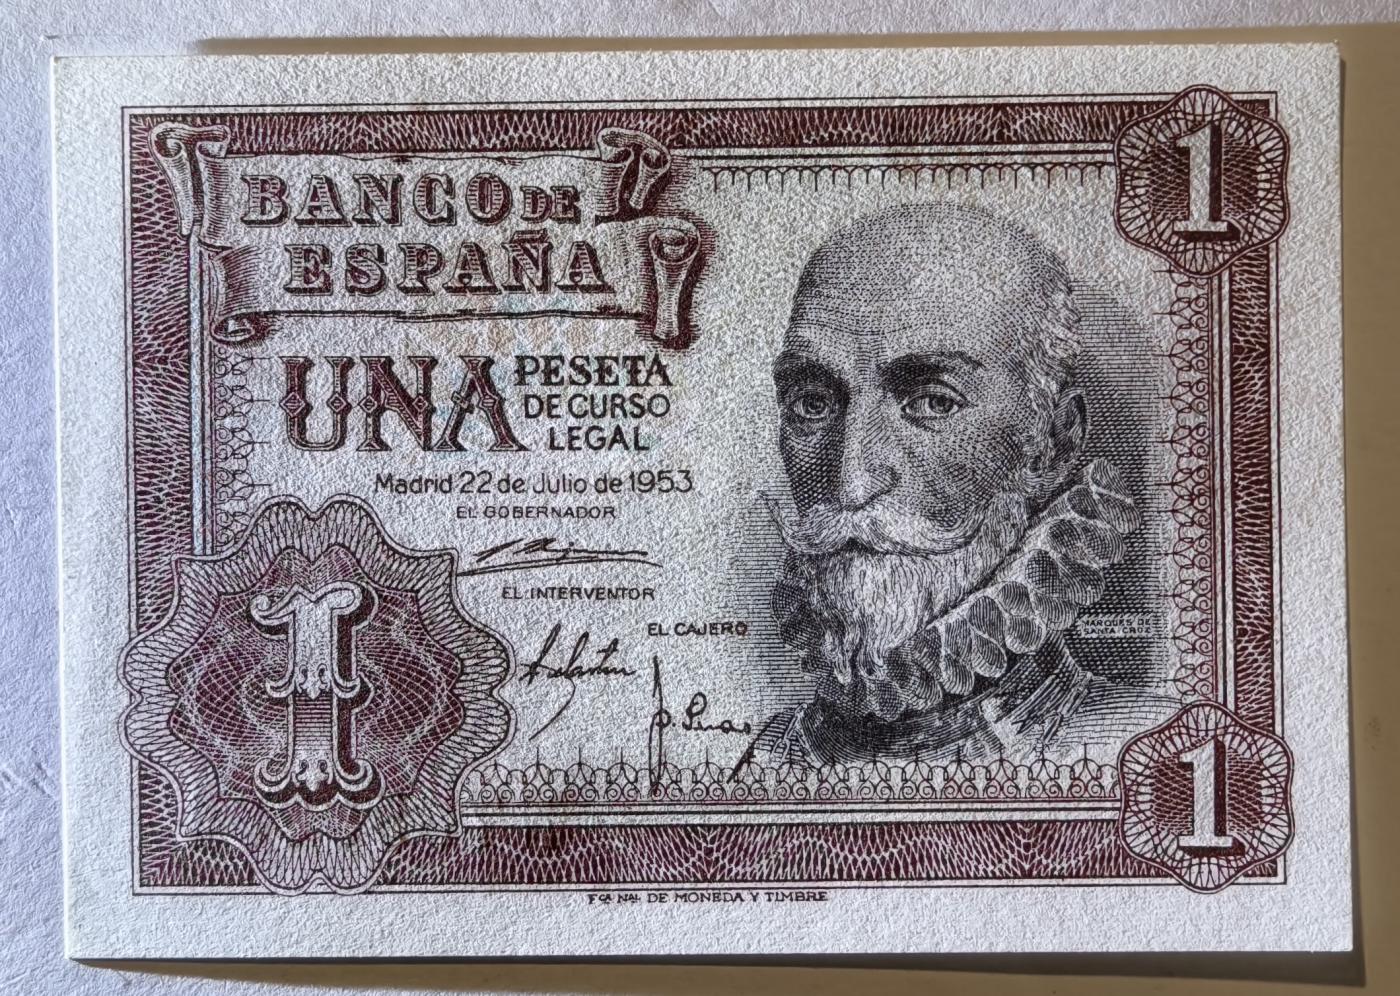 BANCO DE
ESPAÑA
1
UNA PESETA
DE CURSO
LEGAL
Madrid 22 de Julio de 1953
EL GOBERNADOR
EL INTERVENTOR
EL CAJERO
MARQUES DE
SANTA CRUZ
1
1
Fca Nal DE MONEDA Y TIMBRE